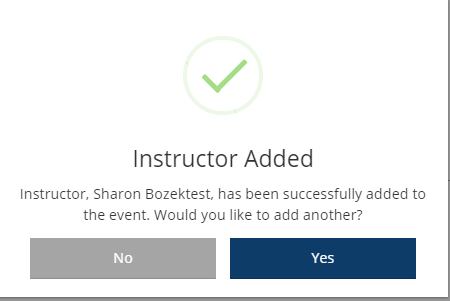 Instructor Added
Instructor, Sharon Bozektest, has been successfully added to
the event. Would you like to add another?
No
Yes